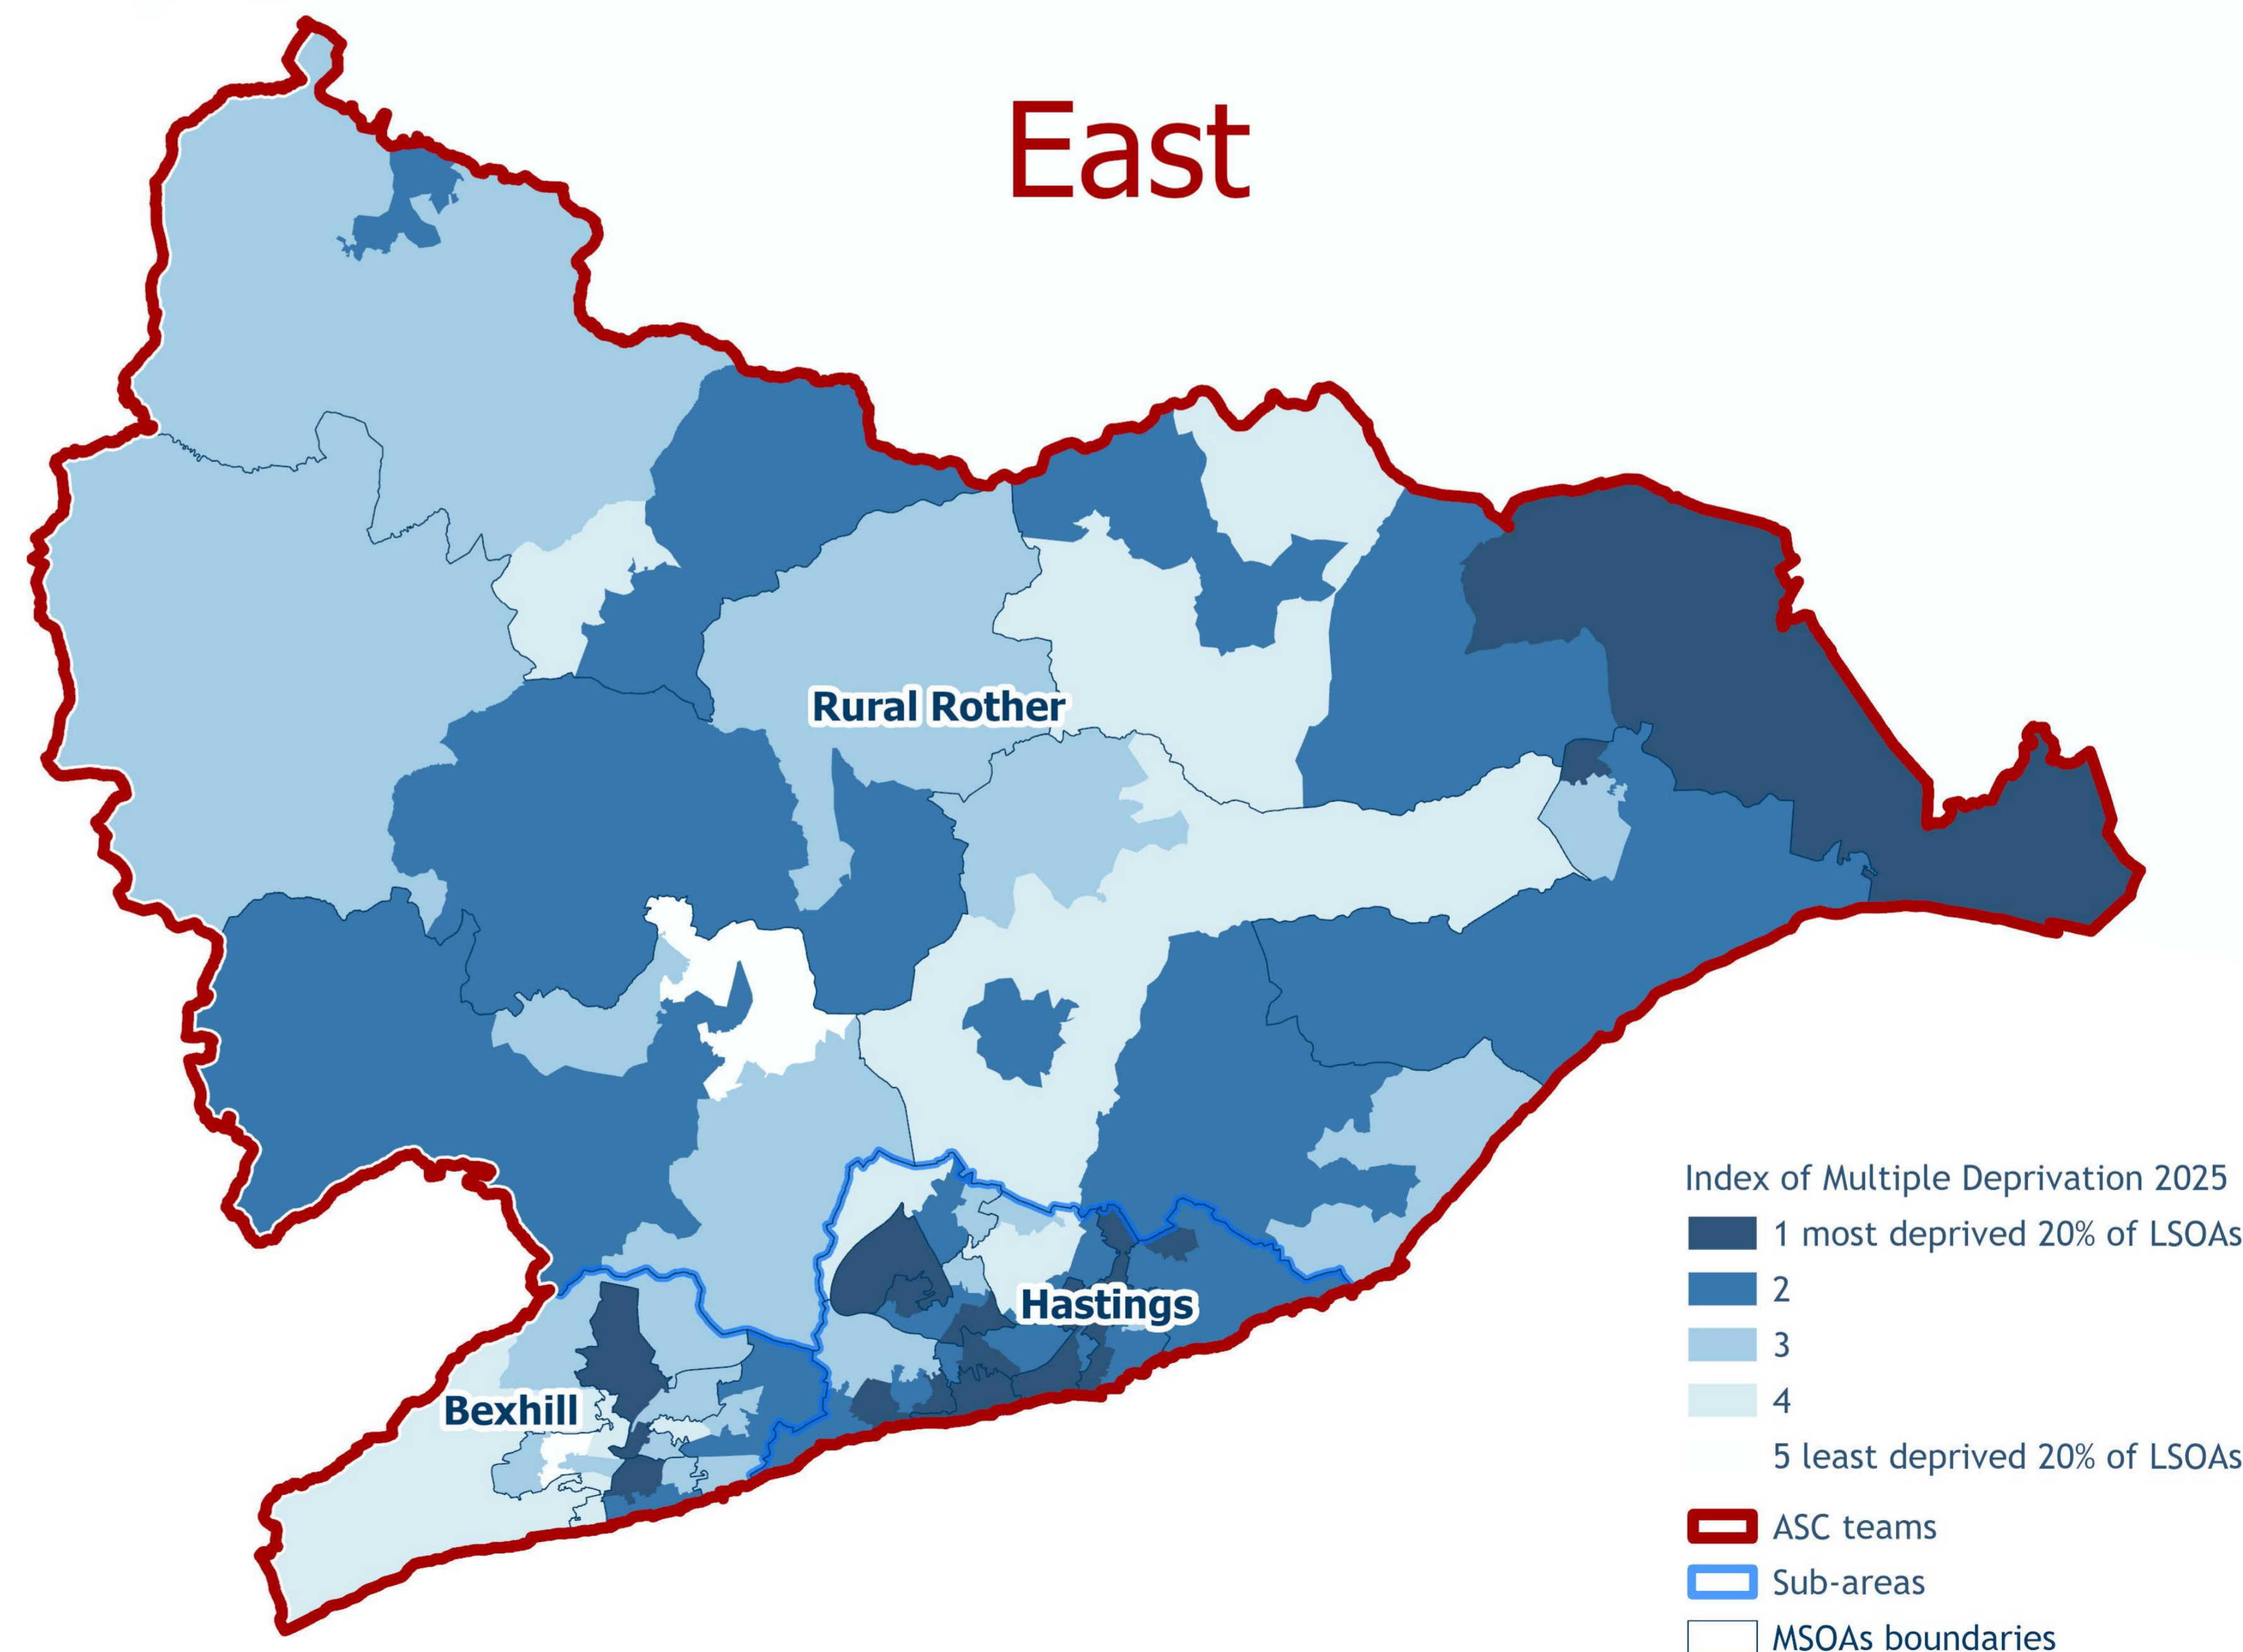 East
Rural Rother
Hastings
Bexhill
Index of Multiple Deprivation 2025
1 most deprived 20% of LSOAs
2
3
4
5 least deprived 20% of LSOAs
ASC teams
Sub-areas
MSOAs boundaries